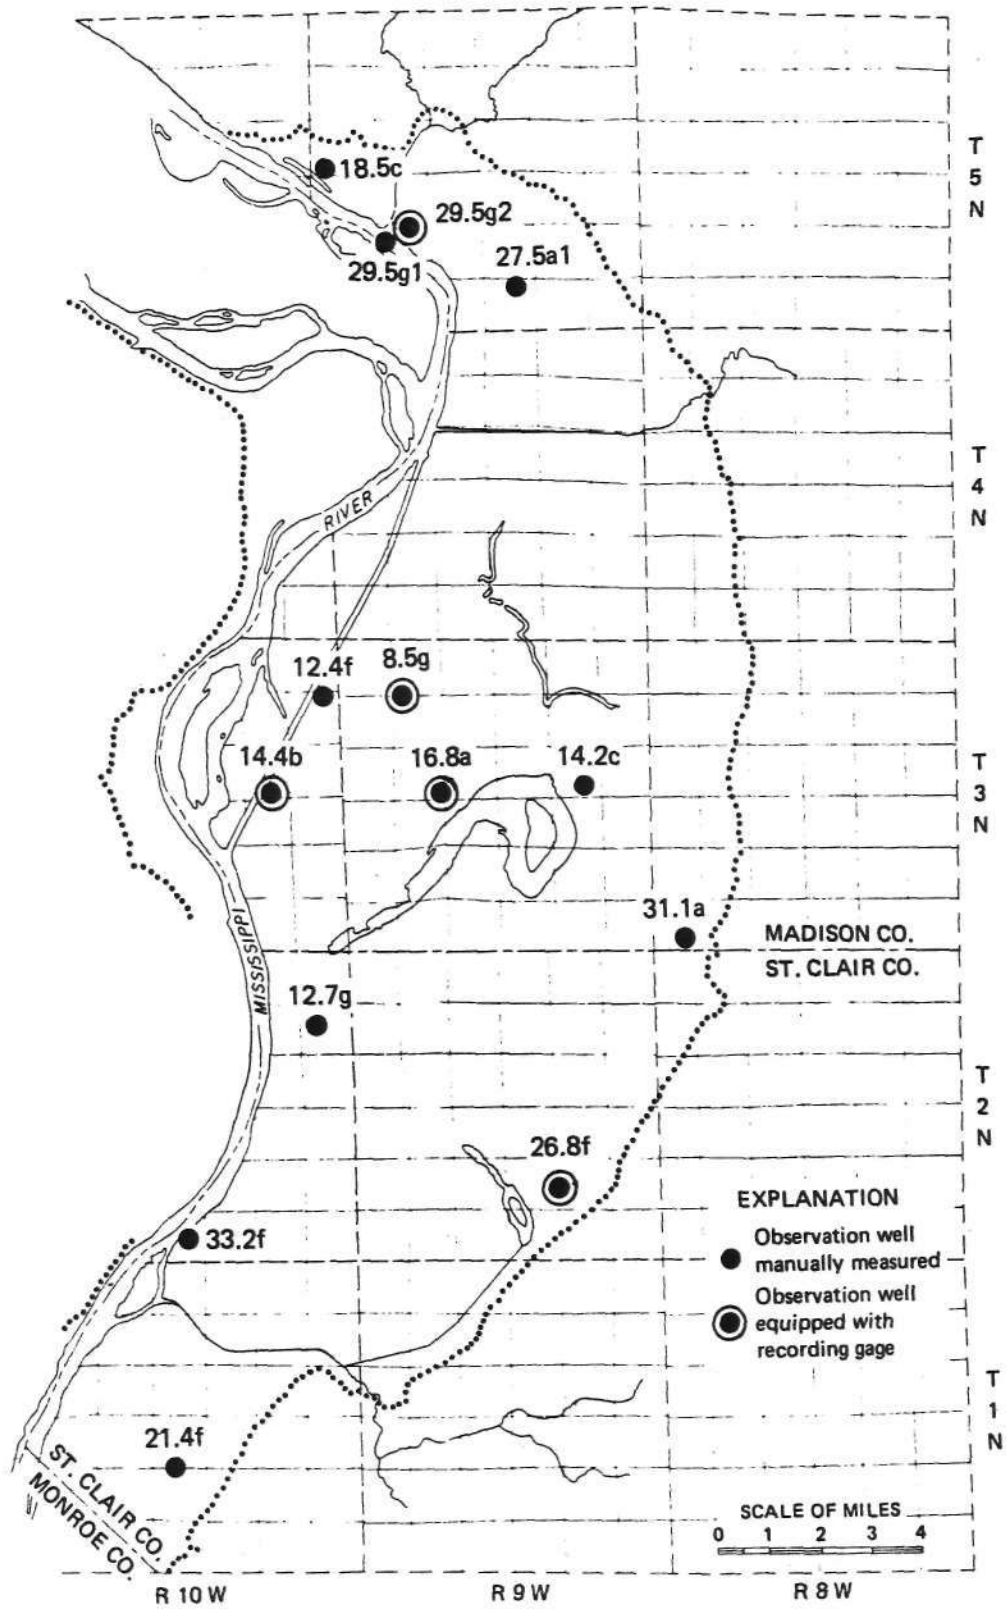 T
5
N
18.5c
29.5g2
29.5g1
27.5a1
T
4
N
RIVER
12.4f
8.5g
14.4b
16.8a
14.2c
T
3
N
31.1a
MADISON CO.
ST. CLAIR CO.
MISSISSIPPI
12.7g
T
2
N
26.8f
33.2f
EXPLANATION
Observation well
manually measured
Observation well
equipped with
recording gage
T
1
N
21.4f
ST. CLAIR CO.
MONROE CO.
SCALE OF MILES
0 1 2 3 4
R 10 W
R 9 W
R 8 W